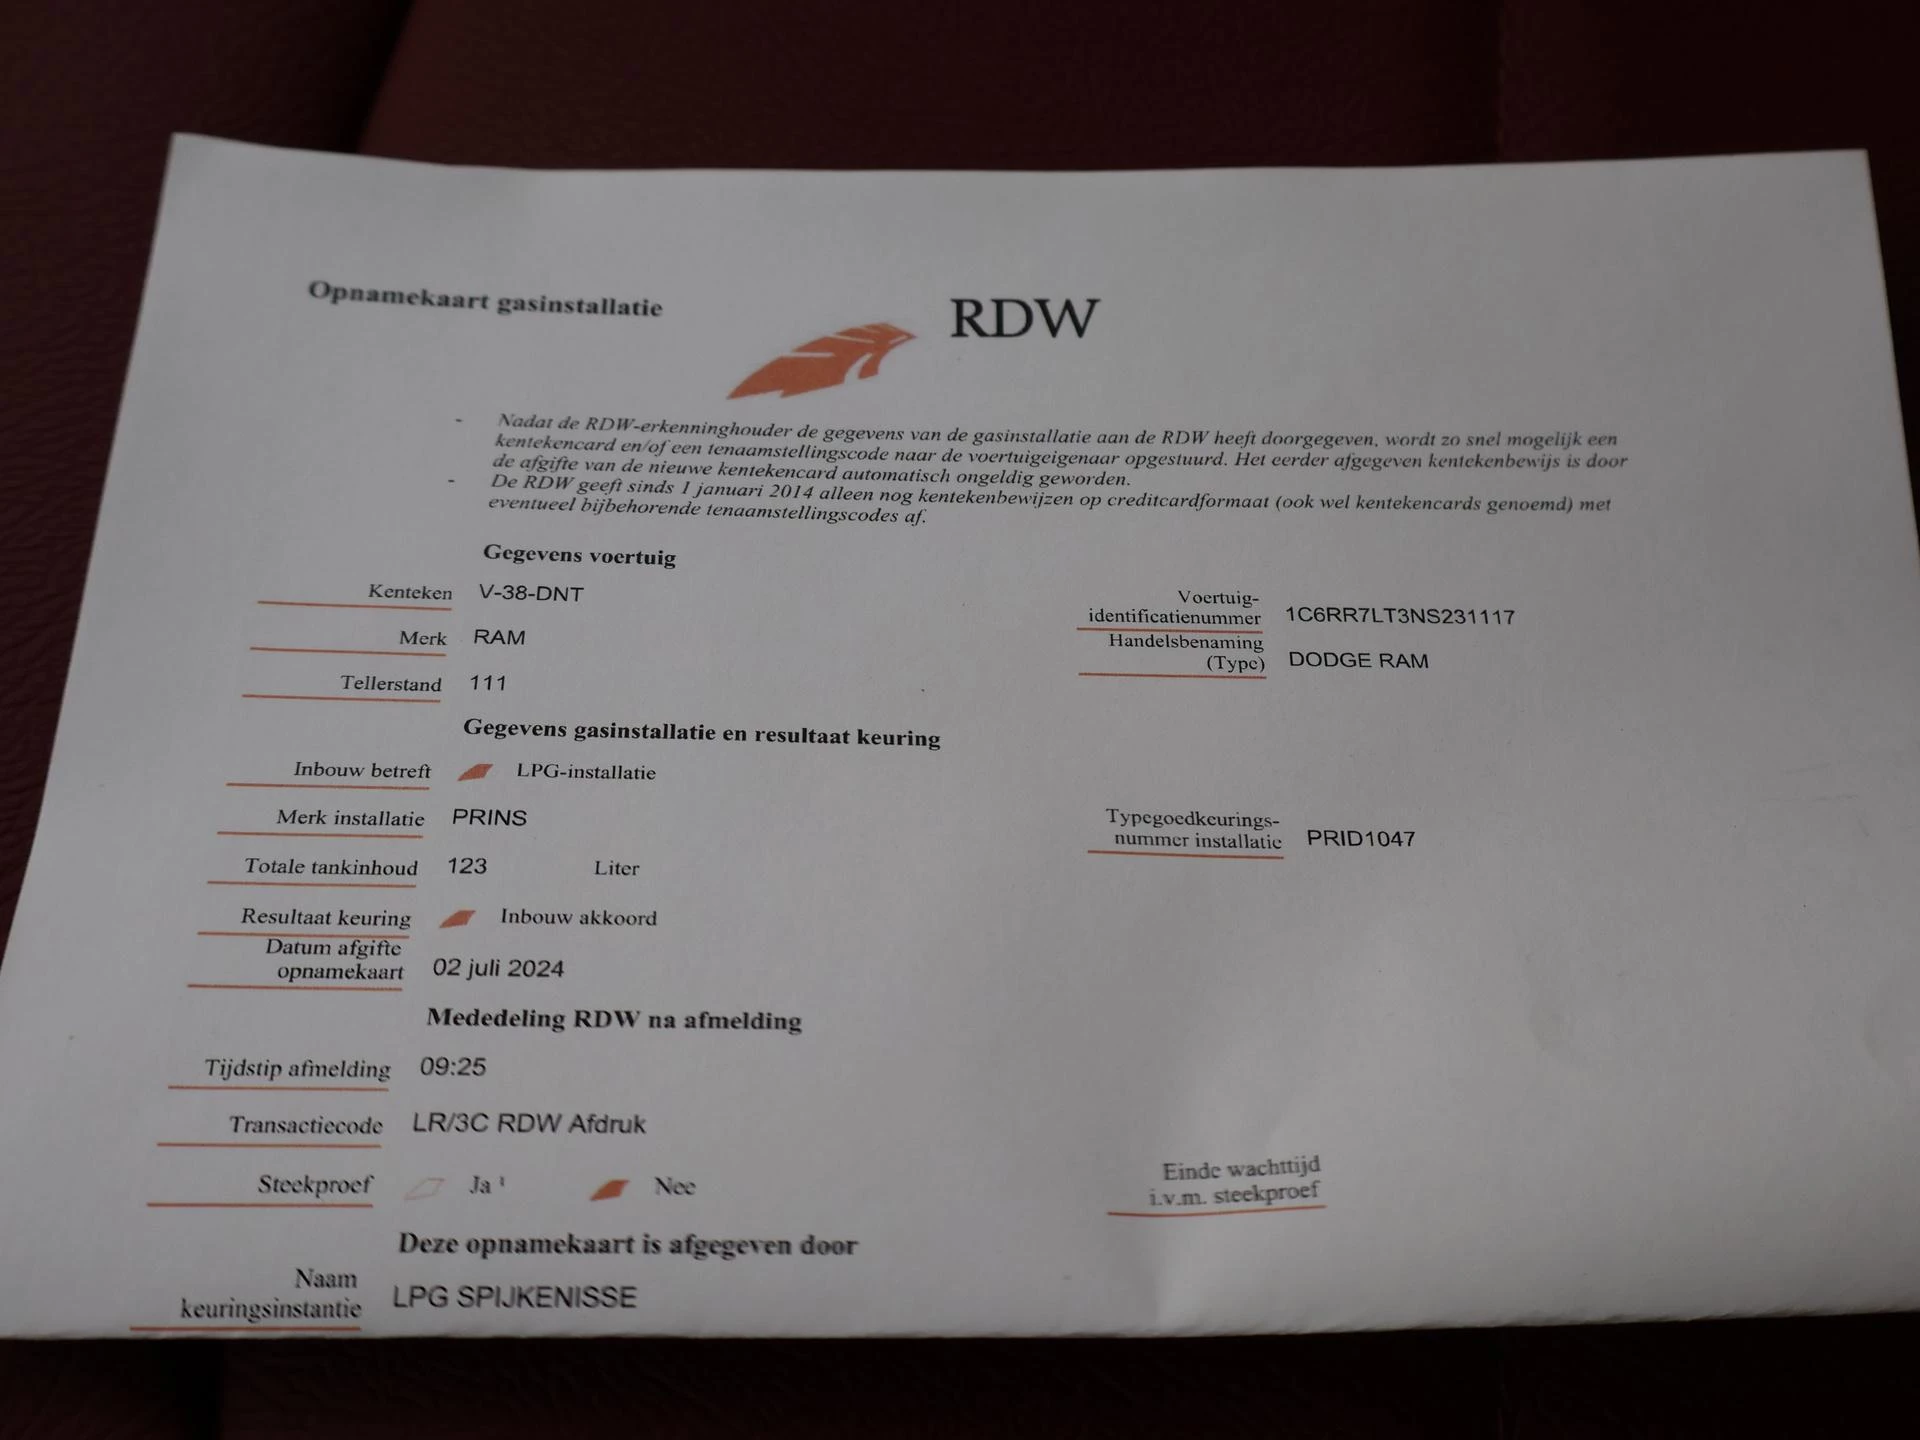 Opnamekaart gasinstallatie
RDW
- Nadat de RDW-erkenninghouder de gegevens van de gasinstallatie aan de RDW heeft doorgegeven, wordt zo snel mogelijk een
kentekencard en/of een tenaamstellingscode naar de voertuigeigenaar opgestuurd. Het eerder afgegeven kentekenbewijs is door
de afgifte van de nieuwe kentekencard automatisch ongeldig geworden.
- De RDW geeft sinds 1 januari 2014 alleen nog kentekenbewijzen op creditcardformaat (ook wel kentekencards genoemd) met
eventueel bijbehorende tenaamstellingscodes af.
Gegevens voertuig
Kenteken V-38-DNT
Voertuig-
identificatienummer 1C6RR7LT3NS231117
Merk RAM
Handelsbenaming
(Type) DODGE RAM
Tellerstand 111
Gegevens gasinstallatie en resultaat keuring
Inbouw betreft LPG-installatie
Merk installatie PRINS
Typegoedkeurings-
nummer installatie PRID1047
Totale tankinhoud 123 Liter
Resultaat keuring Inbouw akkoord
Datum afgifte
opnamekaart 02 juli 2024
Mededeling RDW na afmelding
Tijdstip afmelding 09:25
Transactiecode LR/3C RDW Afdruk
Steekproef Ja ¹ Nee
Einde wachttijd
i.v.m. steekproef
Deze opnamekaart is afgegeven door
Naam
keuringsinstantie LPG SPIJKENISSE